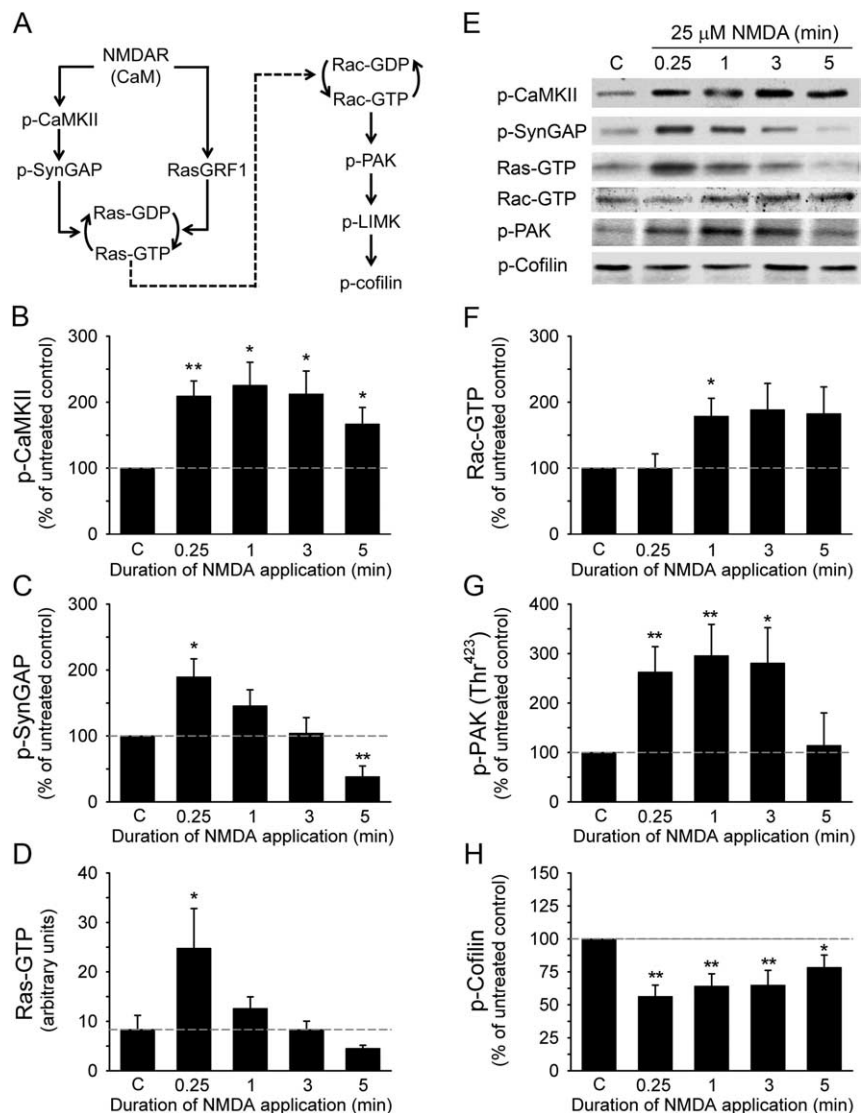 A
NMDAR
(CaM)
p-CaMKII
p-SynGAP
RasGRF1
Ras-GDP
Ras-GTP
Rac-GDP
Rac-GTP
p-PAK
p-LIMK
p-cofilin
E
25 μM NMDA (min)
C 0.25 1 3 5
p-CaMKII
p-SynGAP
Ras-GTP
Rac-GTP
p-PAK
p-Cofilin
B
p-CaMKII
(% of untreated control)
300
200
100
0
** * * *
C 0.25 1 3 5
Duration of NMDA application (min)
F
Rac-GTP
(% of untreated control)
300
200
100
0
*
C 0.25 1 3 5
Duration of NMDA application (min)
C
p-SynGAP
(% of untreated control)
300
200
100
0
* **
C 0.25 1 3 5
Duration of NMDA application (min)
G
p-PAK (Thr⁴²³)
(% of untreated control)
400
300
200
100
0
** ** *
C 0.25 1 3 5
Duration of NMDA application (min)
D
Ras-GTP
(arbitrary units)
40
30
20
10
0
*
C 0.25 1 3 5
Duration of NMDA application (min)
H
p-Cofilin
(% of untreated control)
150
125
100
75
50
25
0
** ** ** *
C 0.25 1 3 5
Duration of NMDA application (min)